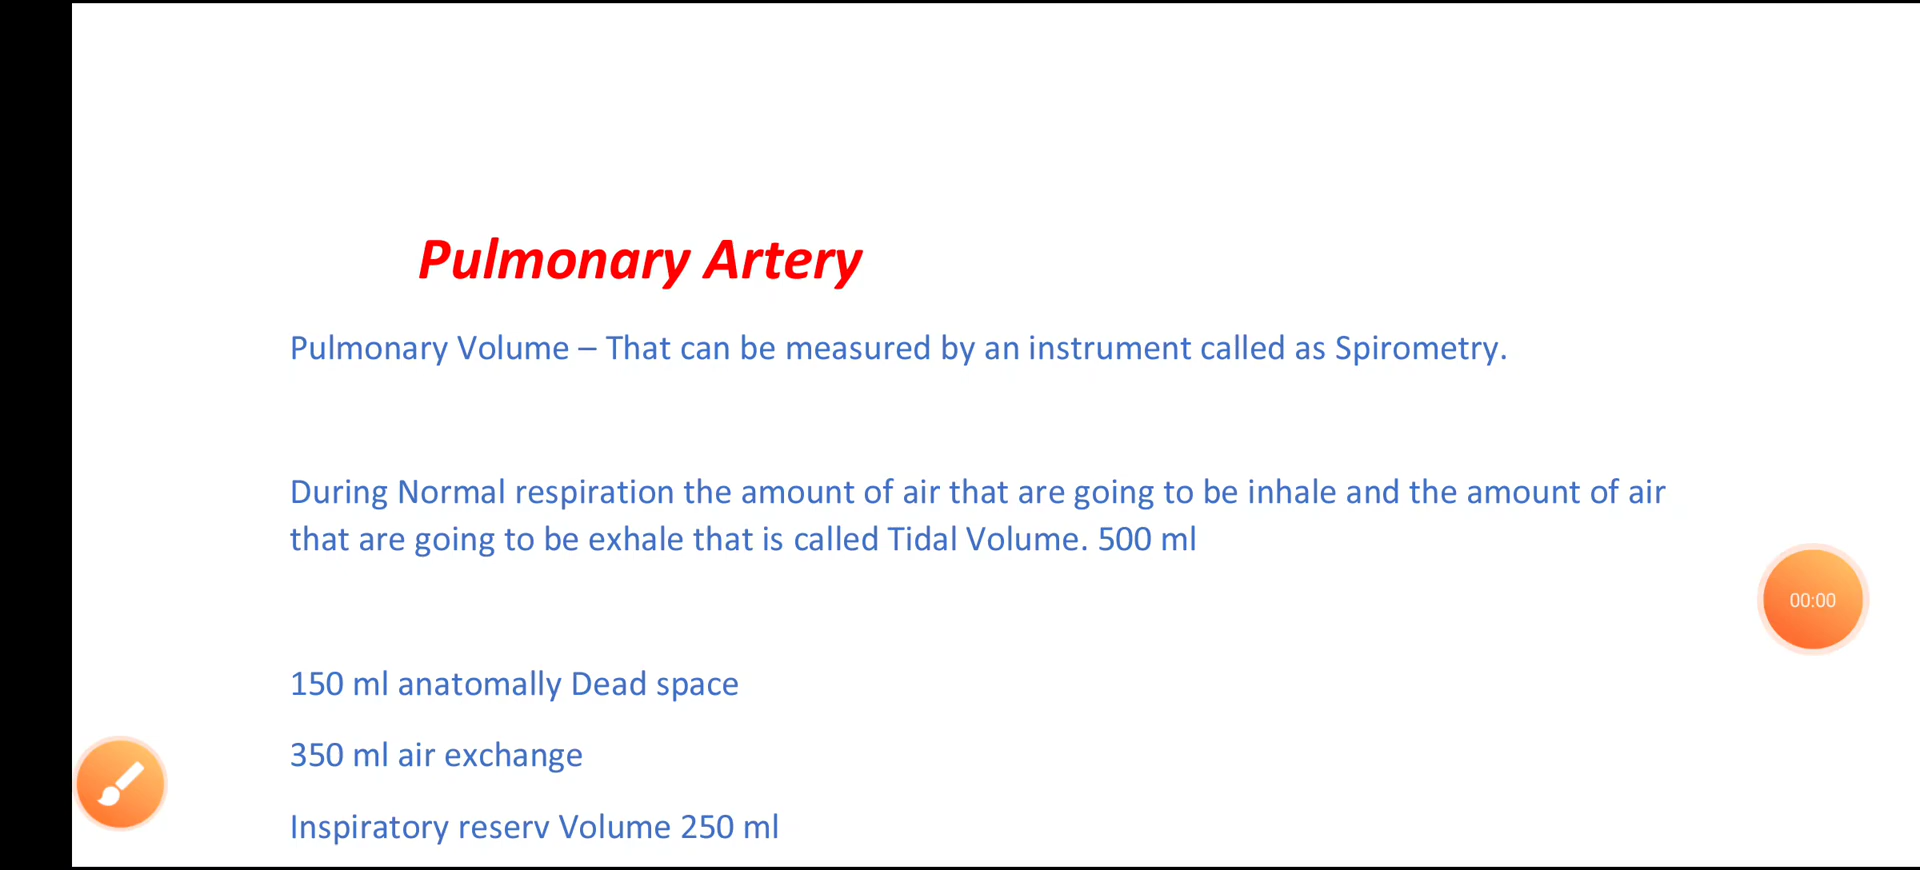 Pulmonary Artery
Pulmonary Volume – That can be measured by an instrument called as Spirometry.
During Normal respiration the amount of air that are going to be inhale and the amount of air
that are going to be exhale that is called Tidal Volume. 500 ml
150 ml anatomally Dead space
350 ml air exchange
Inspiratory reserv Volume 250 ml
00:00